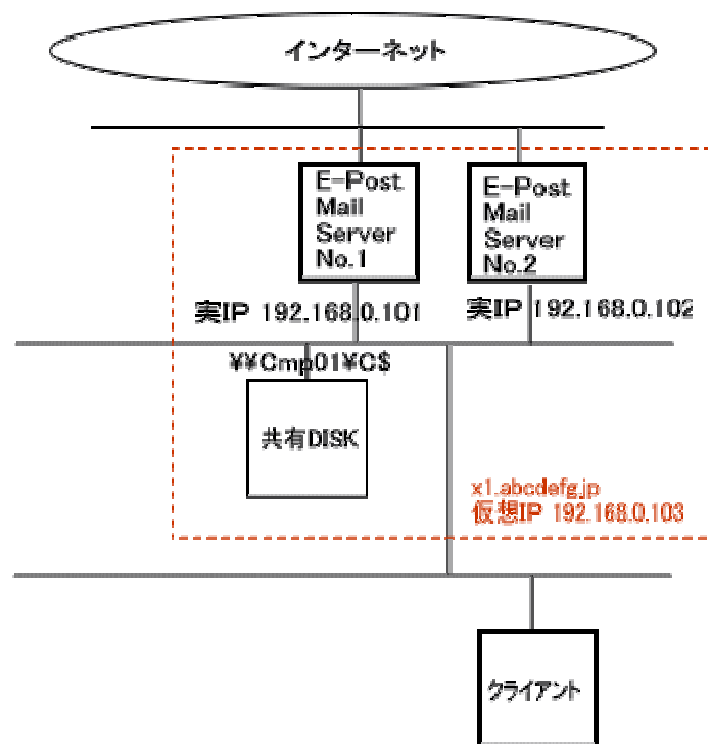 インターネット
E-Post
Mail
Server
No.1
E-Post
Mail
Server
No.2
実IP 192.168.0.101
実IP 192.168.0.102
¥¥Cmp01¥C$
共有DISK
x1.abcdefg.jp
仮想IP 192.168.0.103
クライアント